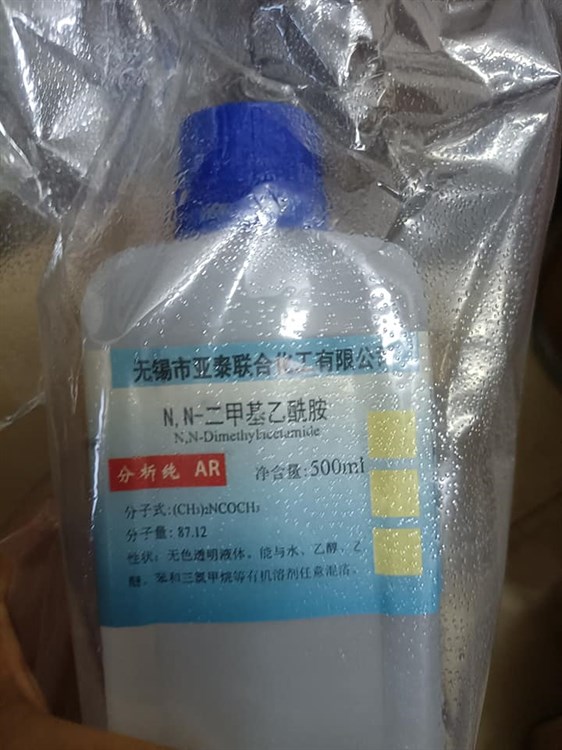 无锡市亚泰联合化工有限公司
N,N-二甲基乙酰胺
N,N-Dimethylacetamide
分析纯 AR
净含量:500ml
分子式:(CH₃)₂NCOCH₃
分子量: 87.12
性状: 无色透明液体。能与水、乙醇、乙
醚、苯和三氯甲烷等有机溶剂任意混溶。